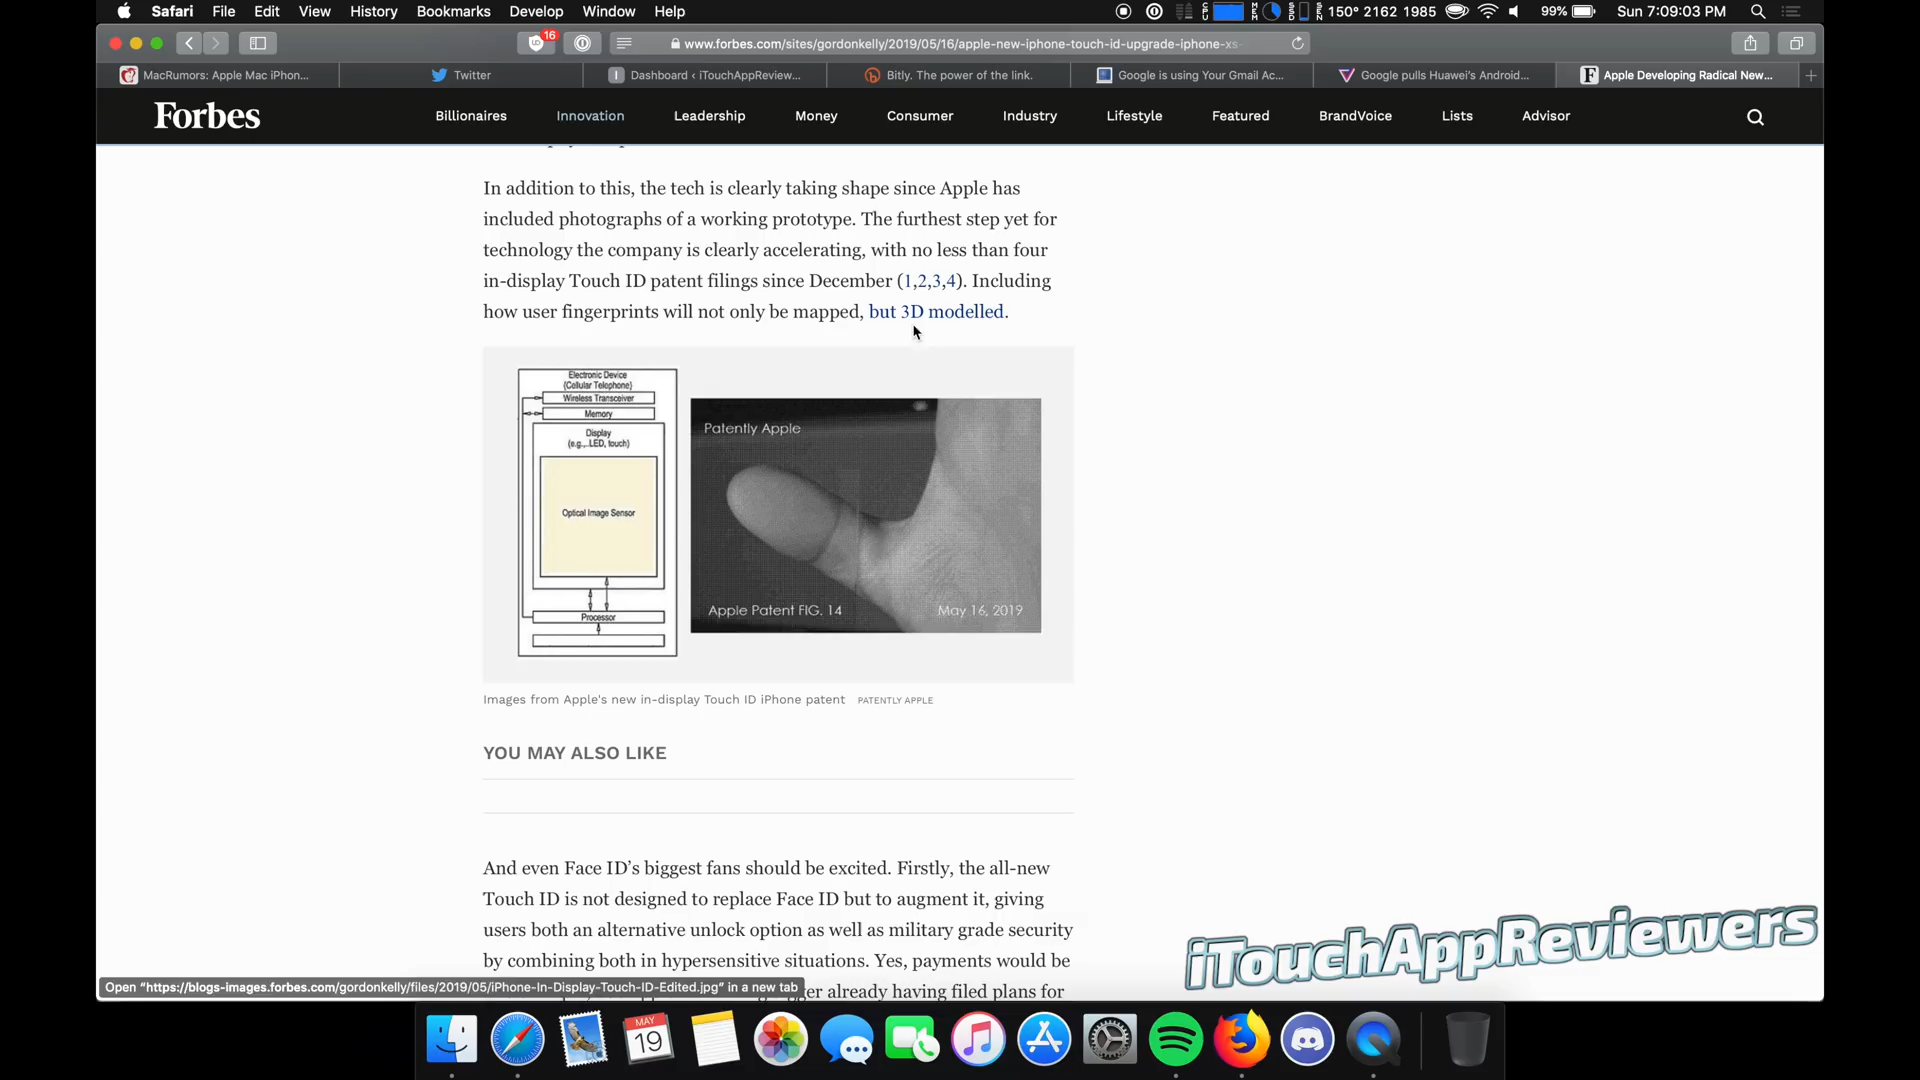 Safari File Edit View History Bookmarks Develop Window Help
CPU MEM SSD SEN 150° 2162 1985 99% Sun 7:09:03 PM
16 www.forbes.com/sites/gordonkelly/2019/05/16/apple-new-iphone-touch-id-upgrade-iphone-xs-
MacRumors: Apple Mac iPhon... Twitter Dashboard ‹ iTouchAppReview... Bitly. The power of the link. Google is using Your Gmail Ac... Google pulls Huawei's Android... Apple Developing Radical New...
Forbes Billionaires Innovation Leadership Money Consumer Industry Lifestyle Featured BrandVoice Lists Advisor
In addition to this, the tech is clearly taking shape since Apple has
included photographs of a working prototype. The furthest step yet for
technology the company is clearly accelerating, with no less than four
in-display Touch ID patent filings since December (1,2,3,4). Including
how user fingerprints will not only be mapped, but 3D modelled.
Electronic Device
(Cellular Telephone)
Wireless Transceiver
Memory
Display
(e.g., LED, touch)
Optical Image Sensor
Processor
Patently Apple
Apple Patent FIG. 14 May 16, 2019
Images from Apple's new in-display Touch ID iPhone patent PATENTLY APPLE
YOU MAY ALSO LIKE
And even Face ID's biggest fans should be excited. Firstly, the all-new
Touch ID is not designed to replace Face ID but to augment it, giving
users both an alternative unlock option as well as military grade security
by combining both in hypersensitive situations. Yes, payments would be
already having filed plans for
Open “https://blogs-images.forbes.com/gordonkelly/files/2019/05/iPhone-In-Display-Touch-ID-Edited.jpg” in a new tab
iTouchAppReviewers
MAY
19